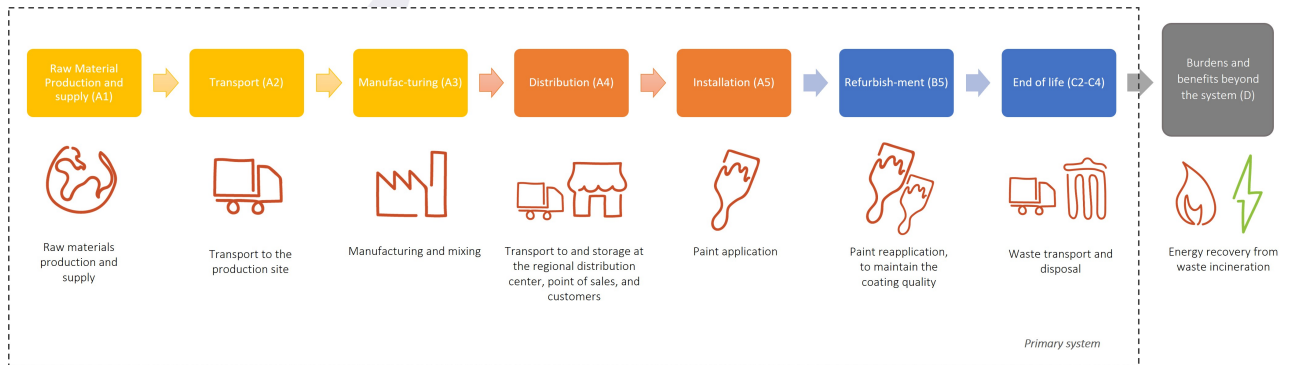 Raw Material
Production and
supply (A1)
Transport (A2)
Manufac-turing (A3)
Distribution (A4)
Installation (A5)
Refurbish-ment (B5)
End of life (C2-C4)
Burdens and
benefits beyond
the system (D)
Raw materials
production and
supply
Transport to the
production site
Manufacturing and mixing
Transport to and storage at
the regional distribution
center, point of sales, and
customers
Paint application
Paint reapplication,
to maintain the
coating quality
Waste transport and
disposal
Energy recovery from
waste incineration
Primary system